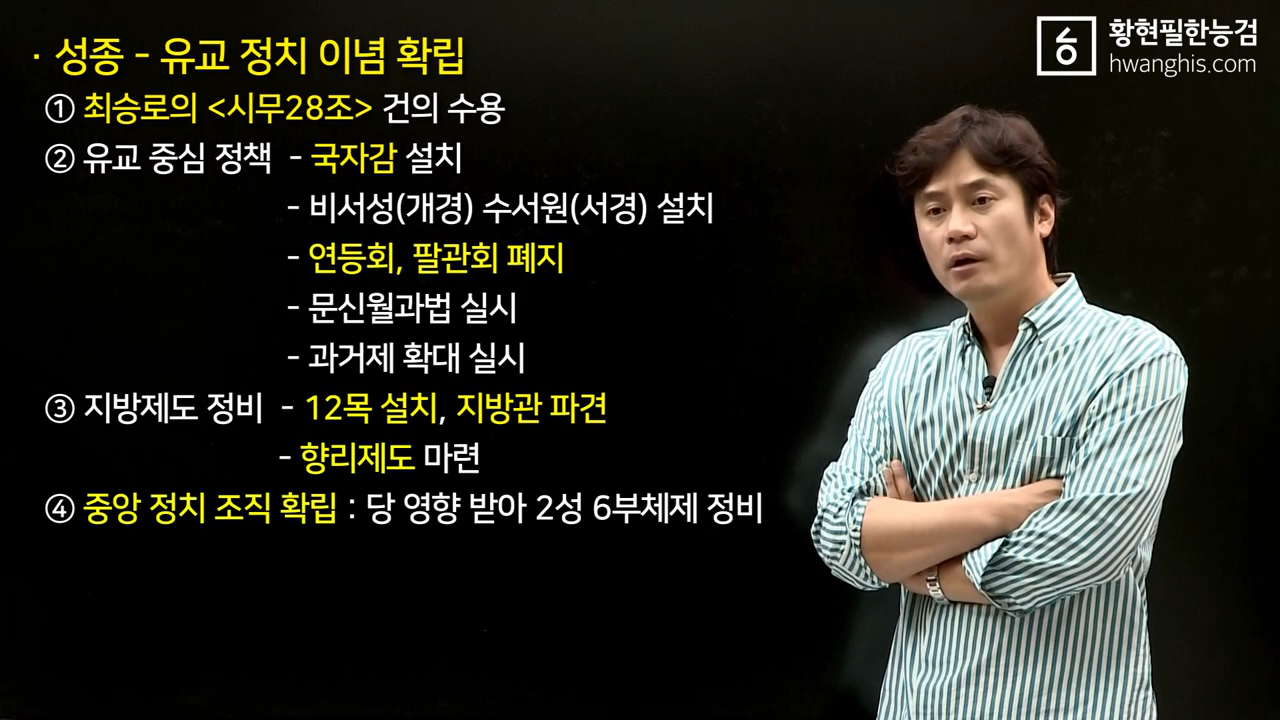 · 성종 - 유교 정치 이념 확립
① 최승로의 <시무28조> 건의 수용
② 유교 중심 정책 - 국자감 설치
- 비서성(개경) 수서원(서경) 설치
- 연등회, 팔관회 폐지
- 문신월과법 실시
- 과거제 확대 실시
③ 지방제도 정비 - 12목 설치, 지방관 파견
- 향리제도 마련
④ 중앙 정치 조직 확립 : 당 영향 받아 2성 6부체제 정비
황현필한능검
hwanghis.com